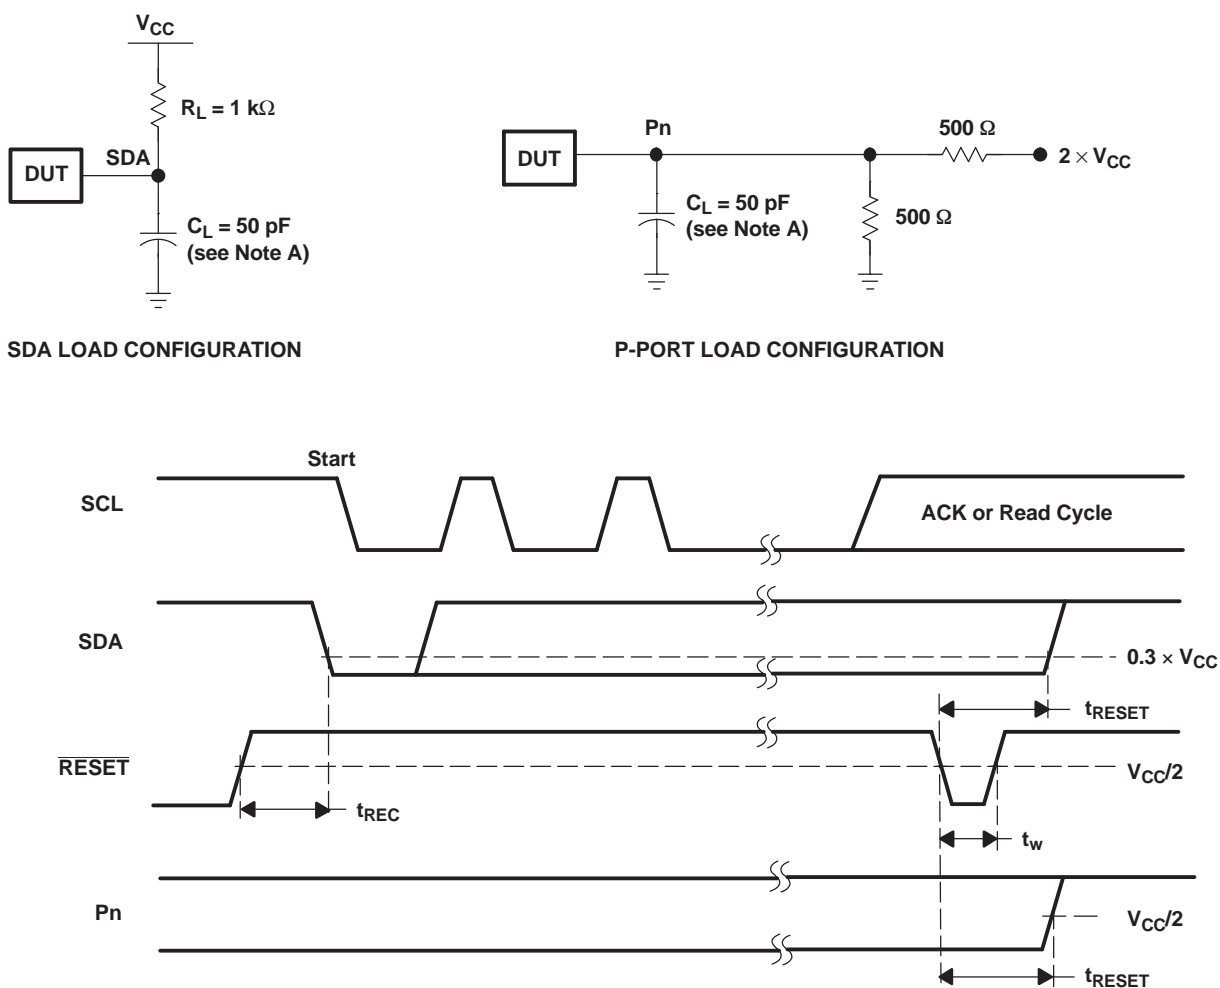 VCC
RL = 1 kΩ
DUT
SDA
CL = 50 pF
(see Note A)
SDA LOAD CONFIGURATION
DUT
Pn
500 Ω
2 × VCC
CL = 50 pF
(see Note A)
500 Ω
P-PORT LOAD CONFIGURATION
Start
SCL
ACK or Read Cycle
SDA
0.3 × VCC
tRESET
RESET
VCC/2
tREC
tw
Pn
VCC/2
tRESET